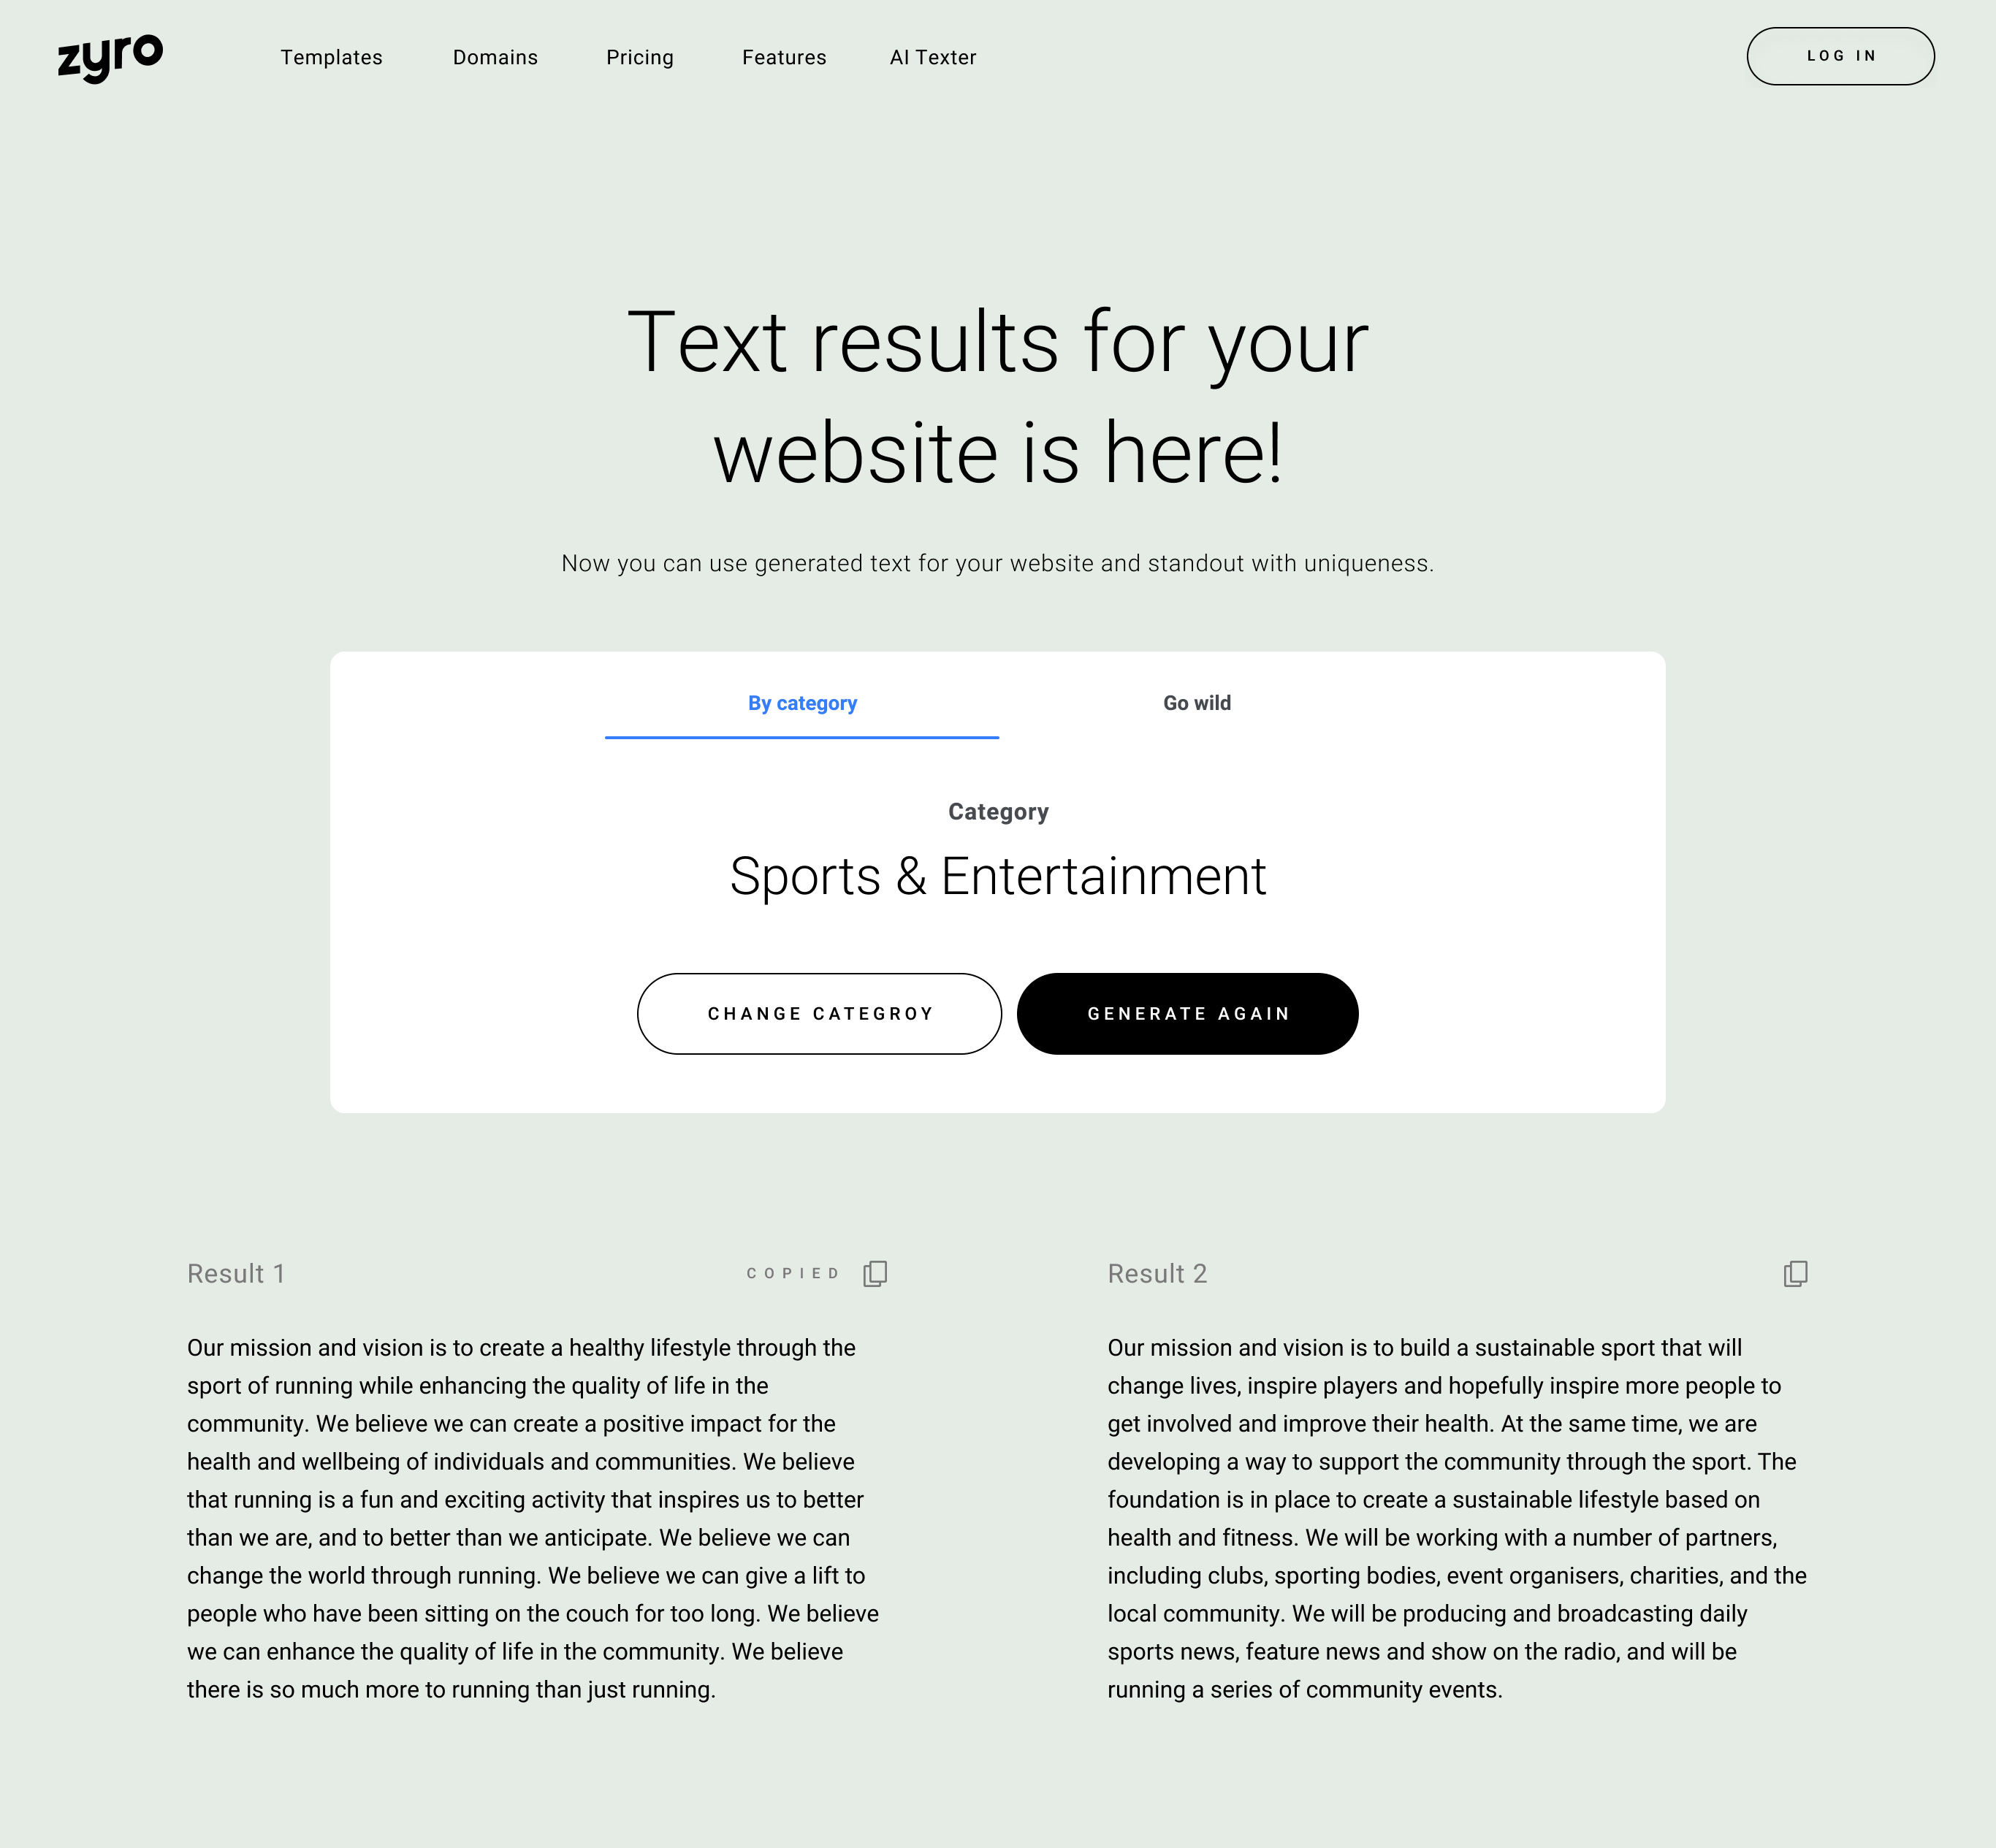 zyro
Templates
Domains
Pricing
Features
AI Texter
LOG IN
Text results for your
website is here!
Now you can use generated text for your website and standout with uniqueness.
By category
Go wild
Category
Sports & Entertainment
CHANGE CATEGROY
GENERATE AGAIN
Result 1
COPIED
Our mission and vision is to create a healthy lifestyle through the
sport of running while enhancing the quality of life in the
community. We believe we can create a positive impact for the
health and wellbeing of individuals and communities. We believe
that running is a fun and exciting activity that inspires us to better
than we are, and to better than we anticipate. We believe we can
change the world through running. We believe we can give a lift to
people who have been sitting on the couch for too long. We believe
we can enhance the quality of life in the community. We believe
there is so much more to running than just running.
Result 2
Our mission and vision is to build a sustainable sport that will
change lives, inspire players and hopefully inspire more people to
get involved and improve their health. At the same time, we are
developing a way to support the community through the sport. The
foundation is in place to create a sustainable lifestyle based on
health and fitness. We will be working with a number of partners,
including clubs, sporting bodies, event organisers, charities, and the
local community. We will be producing and broadcasting daily
sports news, feature news and show on the radio, and will be
running a series of community events.